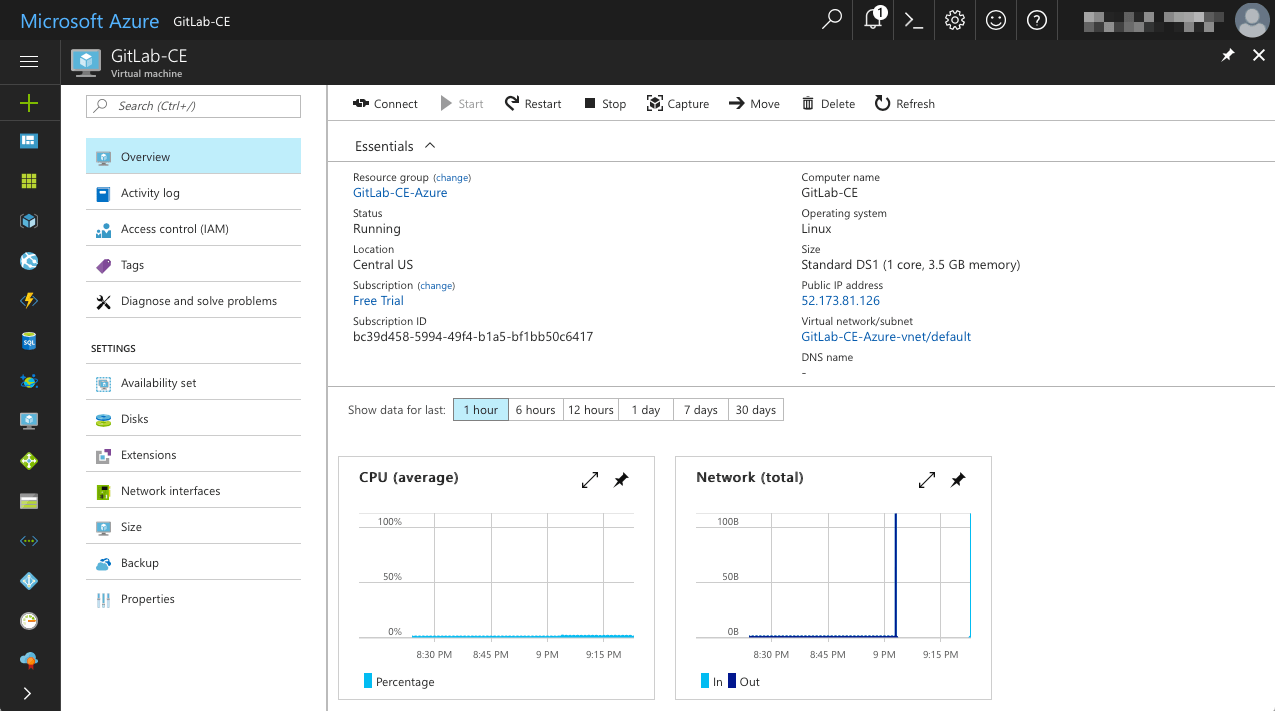 Microsoft Azure GitLab-CE
1
GitLab-CE
Virtual machine
Search (Ctrl+/)
Overview
Activity log
Access control (IAM)
Tags
Diagnose and solve problems
SETTINGS
Availability set
Disks
Extensions
Network interfaces
Size
Backup
Properties
Connect Start Restart Stop Capture Move Delete Refresh
Essentials
Resource group (change)
GitLab-CE-Azure
Status
Running
Location
Central US
Subscription (change)
Free Trial
Subscription ID
bc39d458-5994-49f4-b1a5-bf1bb50c6417
Computer name
GitLab-CE
Operating system
Linux
Size
Standard DS1 (1 core, 3.5 GB memory)
Public IP address
52.173.81.126
Virtual network/subnet
GitLab-CE-Azure-vnet/default
DNS name
-
Show data for last: 1 hour 6 hours 12 hours 1 day 7 days 30 days
CPU (average)
100%
50%
0%
8:30 PM 8:45 PM 9 PM 9:15 PM
Percentage
Network (total)
100B
50B
0B
8:30 PM 8:45 PM 9 PM 9:15 PM
In Out
SQL